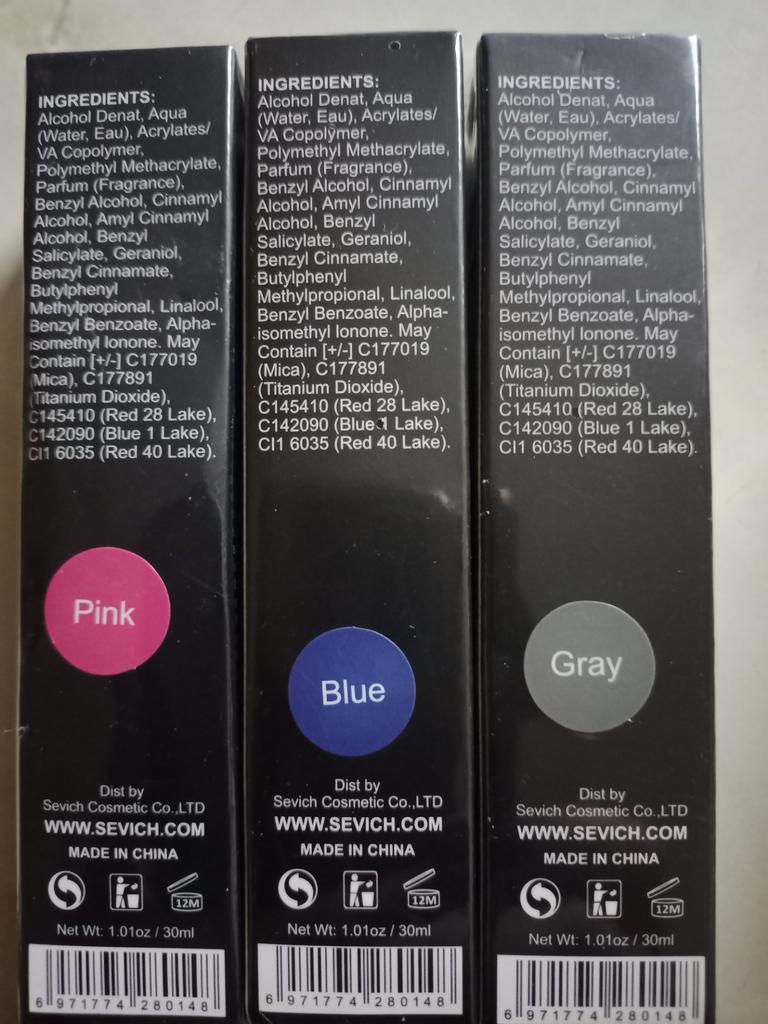 INGREDIENTS:
Alcohol Denat, Aqua
(Water, Eau), Acrylates/
VA Copolymer,
Polymethyl Methacrylate,
Parfum (Fragrance),
Benzyl Alcohol, Cinnamyl
Alcohol, Amyl Cinnamyl
Alcohol, Benzyl
Salicylate, Geraniol,
Benzyl Cinnamate,
Butylphenyl
Methylpropional, Linalool,
Benzyl Benzoate, Alpha-
isomethyl Ionone. May
Contain [+/-] C177019
(Mica), C177891
(Titanium Dioxide),
C145410 (Red 28 Lake),
C142090 (Blue 1 Lake),
CI1 6035 (Red 40 Lake).
Pink
Dist by
Sevich Cosmetic Co.,LTD
WWW.SEVICH.COM
MADE IN CHINA
12M
Net Wt: 1.01oz / 30ml
6 971774 280148
INGREDIENTS:
Alcohol Denat, Aqua
(Water, Eau), Acrylates/
VA Copolymer,
Polymethyl Methacrylate,
Parfum (Fragrance),
Benzyl Alcohol, Cinnamyl
Alcohol, Amyl Cinnamyl
Alcohol, Benzyl
Salicylate, Geraniol,
Benzyl Cinnamate,
Butylphenyl
Methylpropional, Linalool,
Benzyl Benzoate, Alpha-
isomethyl Ionone. May
Contain [+/-] C177019
(Mica), C177891
(Titanium Dioxide),
C145410 (Red 28 Lake),
C142090 (Blue 1 Lake),
CI1 6035 (Red 40 Lake).
Blue
Dist by
Sevich Cosmetic Co.,LTD
WWW.SEVICH.COM
MADE IN CHINA
12M
Net Wt: 1.01oz / 30ml
6 971774 280148
INGREDIENTS:
Alcohol Denat, Aqua
(Water, Eau), Acrylates/
VA Copolymer,
Polymethyl Methacrylate,
Parfum (Fragrance),
Benzyl Alcohol, Cinnamyl
Alcohol, Amyl Cinnamyl
Alcohol, Benzyl
Salicylate, Geraniol,
Benzyl Cinnamate,
Butylphenyl
Methylpropional, Linalool,
Benzyl Benzoate, Alpha-
isomethyl Ionone. May
Contain [+/-] C177019
(Mica), C177891
(Titanium Dioxide),
C145410 (Red 28 Lake),
C142090 (Blue 1 Lake),
CI1 6035 (Red 40 Lake).
Gray
Dist by
Sevich Cosmetic Co.,LTD
WWW.SEVICH.COM
MADE IN CHINA
12M
Net Wt: 1.01oz / 30ml
6 971774 280148